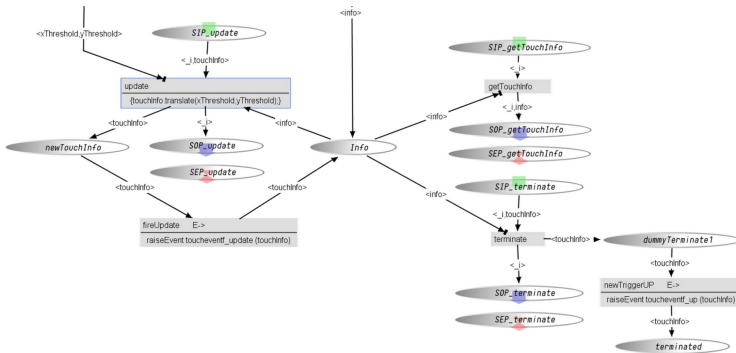 <info>
<xThreshold,yThreshold>
SIP_update
<_i,touchInfo>
update
{touchInfo.translate(xThreshold,yThreshold);}
<touchInfo>
<_i>
<info>
newTouchInfo
SOP_update
SEP_update
Info
<touchInfo>
<touchInfo>
fireUpdate E->
raiseEvent toucheventf_update (touchInfo)
SIP_getTouchInfo
<_i>
getTouchInfo
<info>
<_i,info>
SOP_getTouchInfo
SEP_getTouchInfo
SIP_terminate
<info>
<_i,touchInfo>
terminate
<touchInfo>
dummyTerminate1
<_i>
<touchInfo>
SOP_terminate
SEP_terminate
newTriggerUP E->
raiseEvent toucheventf_up (touchInfo)
<touchInfo>
terminated